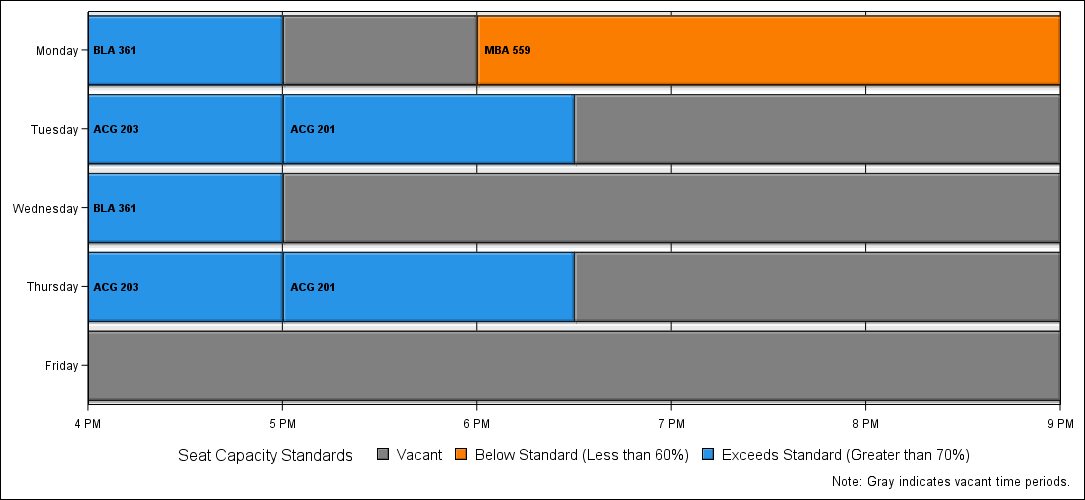 Monday BLA 361 MBA 559
Tuesday ACG 203 ACG 201
Wednesday BLA 361
Thursday ACG 203 ACG 201
Friday
4 PM 5 PM 6 PM 7 PM 8 PM 9 PM
Seat Capacity Standards Vacant Below Standard (Less than 60%) Exceeds Standard (Greater than 70%)
Note: Gray indicates vacant time periods.